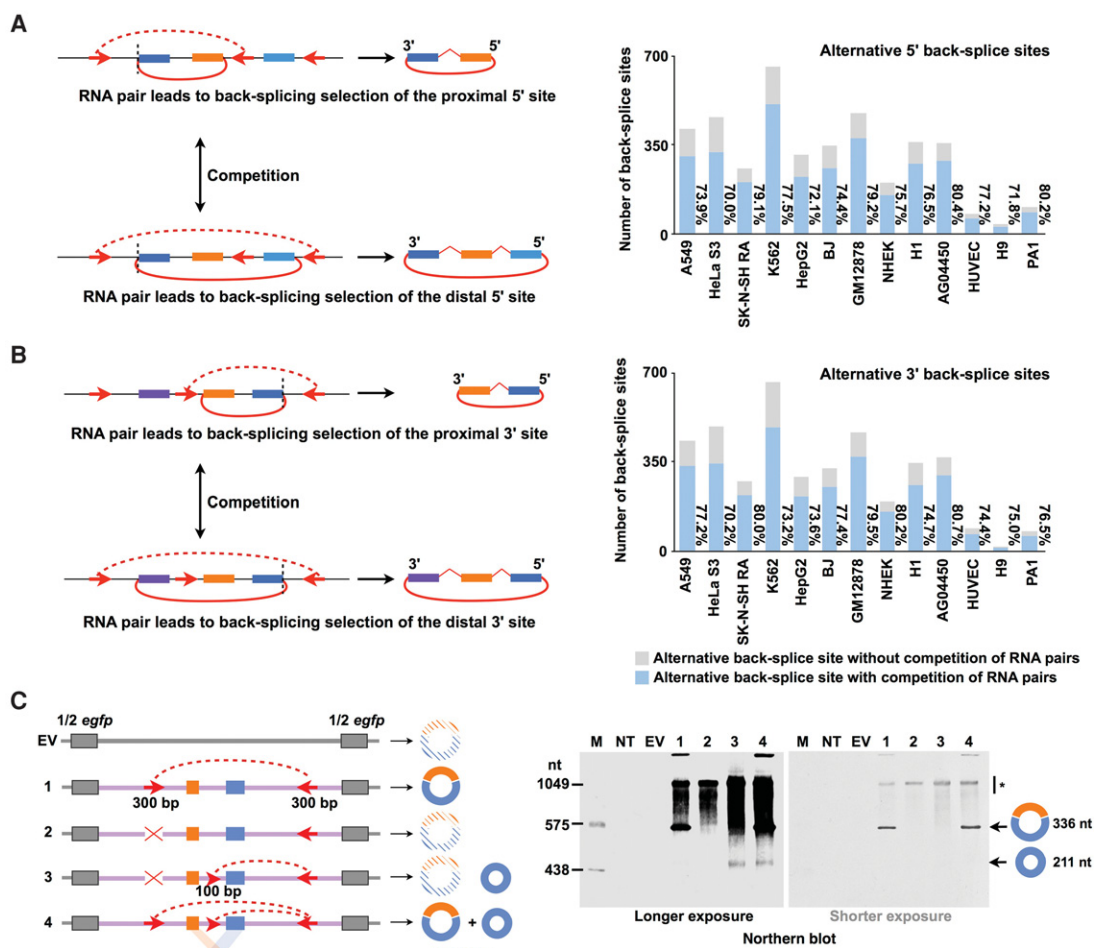 A
3' 5'
RNA pair leads to back-splicing selection of the proximal 5' site
Competition
3' 5'
RNA pair leads to back-splicing selection of the distal 5' site
Alternative 5' back-splice sites
Number of back-splice sites
700
350
0
73.9%
70.0%
79.1%
77.5%
72.1%
74.4%
79.2%
75.7%
76.5%
80.4%
77.2%
71.8%
80.2%
A549
HeLa S3
SK-N-SH RA
K562
HepG2
BJ
GM12878
NHEK
H1
AG04450
HUVEC
H9
PA1
B
3' 5'
RNA pair leads to back-splicing selection of the proximal 3' site
Competition
3' 5'
RNA pair leads to back-splicing selection of the distal 3' site
Alternative 3' back-splice sites
Number of back-splice sites
700
350
0
77.2%
70.2%
80.0%
73.2%
73.6%
77.4%
79.5%
80.2%
74.7%
80.7%
74.4%
75.0%
76.5%
A549
HeLa S3
SK-N-SH RA
K562
HepG2
BJ
GM12878
NHEK
H1
AG04450
HUVEC
H9
PA1
Alternative back-splice site without competition of RNA pairs
Alternative back-splice site with competition of RNA pairs
C
1/2 egfp 1/2 egfp
EV
1
300 bp 300 bp
2
3
100 bp
4
+
M NT EV 1 2 3 4
nt
1049
575
438
Longer exposure
M NT EV 1 2 3 4
*
336 nt
211 nt
Shorter exposure
Northern blot